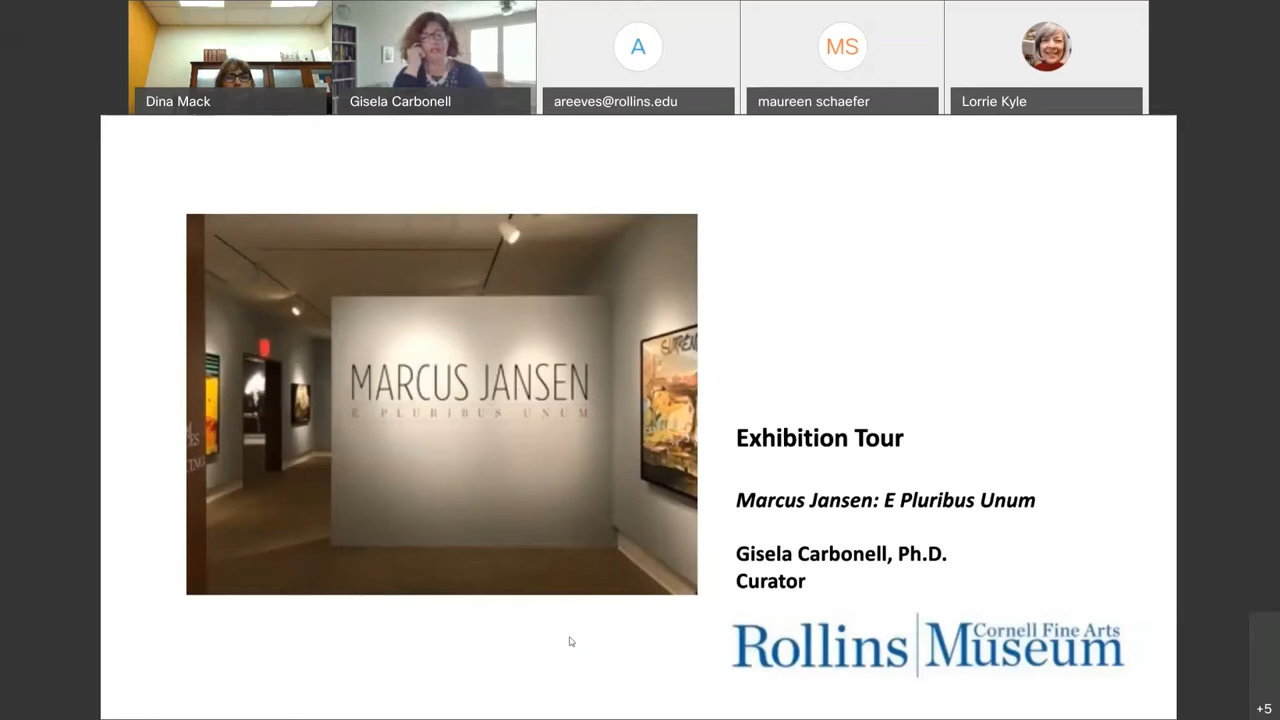 Dina Mack
Gisela Carbonell
A
areeves@rollins.edu
MS
maureen schaefer
Lorrie Kyle
MARCUS JANSEN
E PLURIBUS UNUM
Exhibition Tour
Marcus Jansen: E Pluribus Unum
Gisela Carbonell, Ph.D.
Curator
Rollins
Cornell Fine Arts
Museum
+5